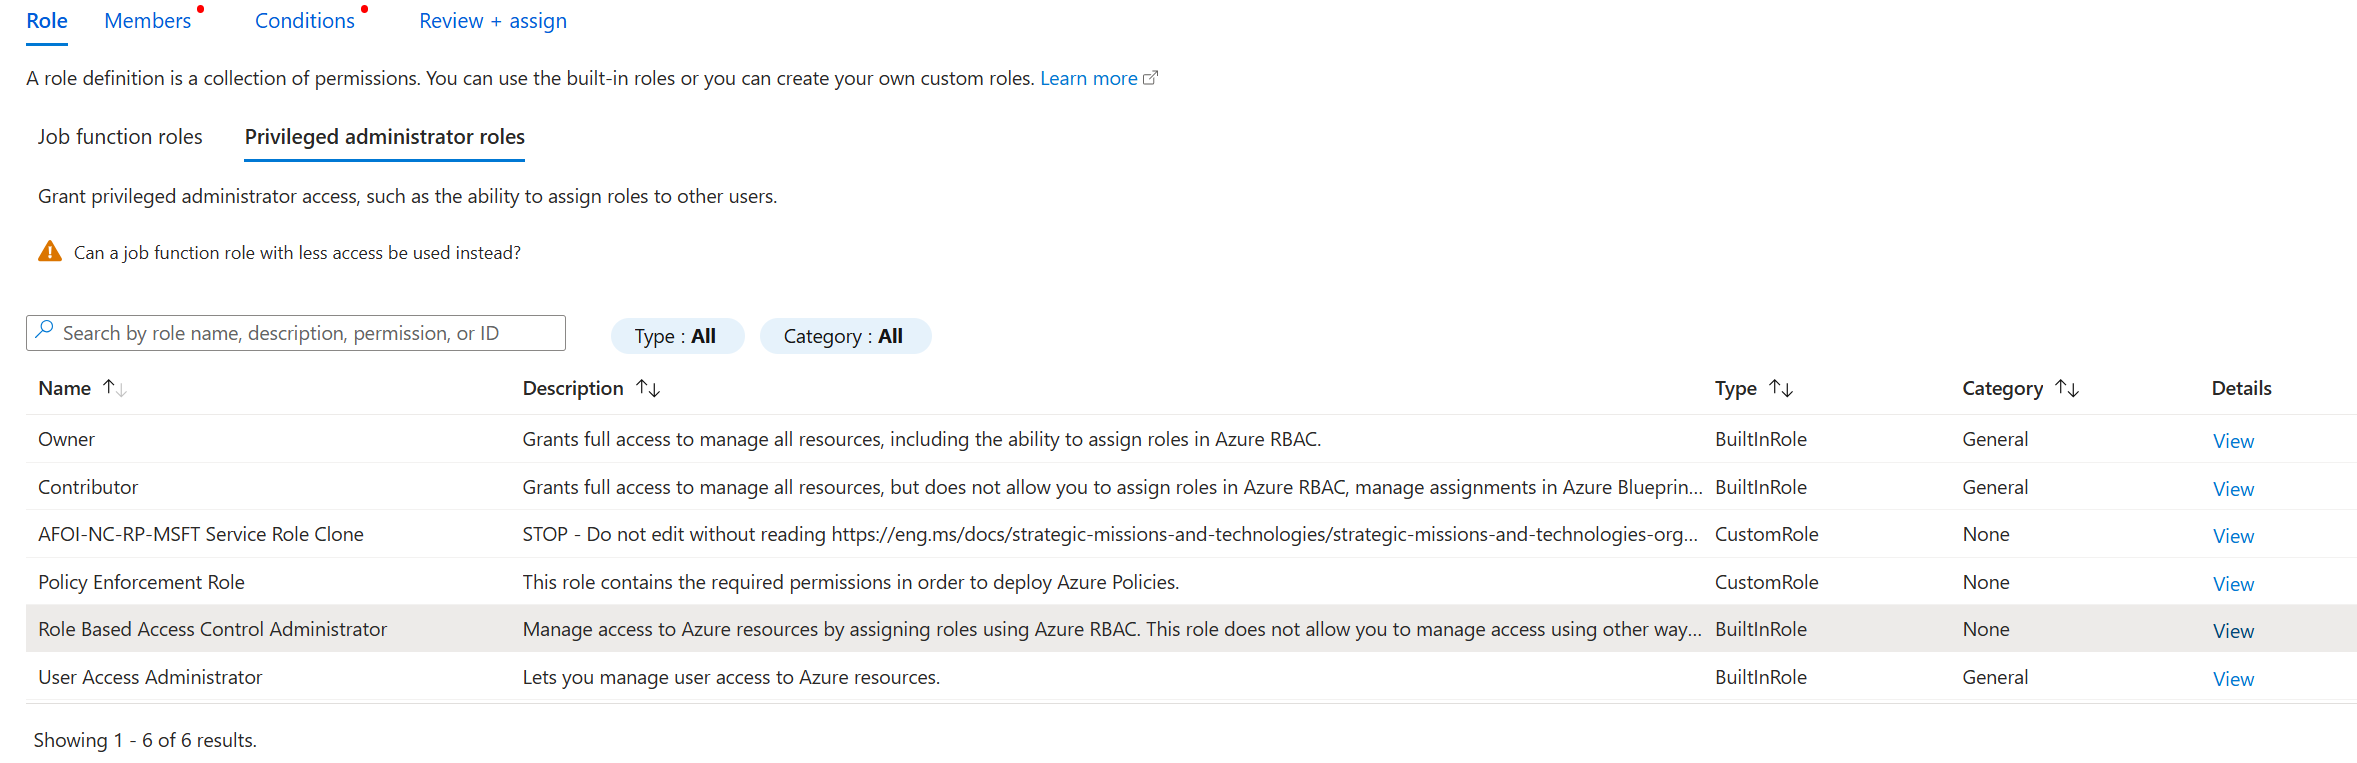 Role Members Conditions Review + assign
A role definition is a collection of permissions. You can use the built-in roles or you can create your own custom roles. Learn more
Job function roles Privileged administrator roles
Grant privileged administrator access, such as the ability to assign roles to other users.
Can a job function role with less access be used instead?
Search by role name, description, permission, or ID Type : All Category : All
Name Description Type Category Details
Owner Grants full access to manage all resources, including the ability to assign roles in Azure RBAC. BuiltInRole General View
Contributor Grants full access to manage all resources, but does not allow you to assign roles in Azure RBAC, manage assignments in Azure Blueprin... BuiltInRole General View
AFOI-NC-RP-MSFT Service Role Clone STOP - Do not edit without reading https://eng.ms/docs/strategic-missions-and-technologies/strategic-missions-and-technologies-org... CustomRole None View
Policy Enforcement Role This role contains the required permissions in order to deploy Azure Policies. CustomRole None View
Role Based Access Control Administrator Manage access to Azure resources by assigning roles using Azure RBAC. This role does not allow you to manage access using other way... BuiltInRole None View
User Access Administrator Lets you manage user access to Azure resources. BuiltInRole General View
Showing 1 - 6 of 6 results.